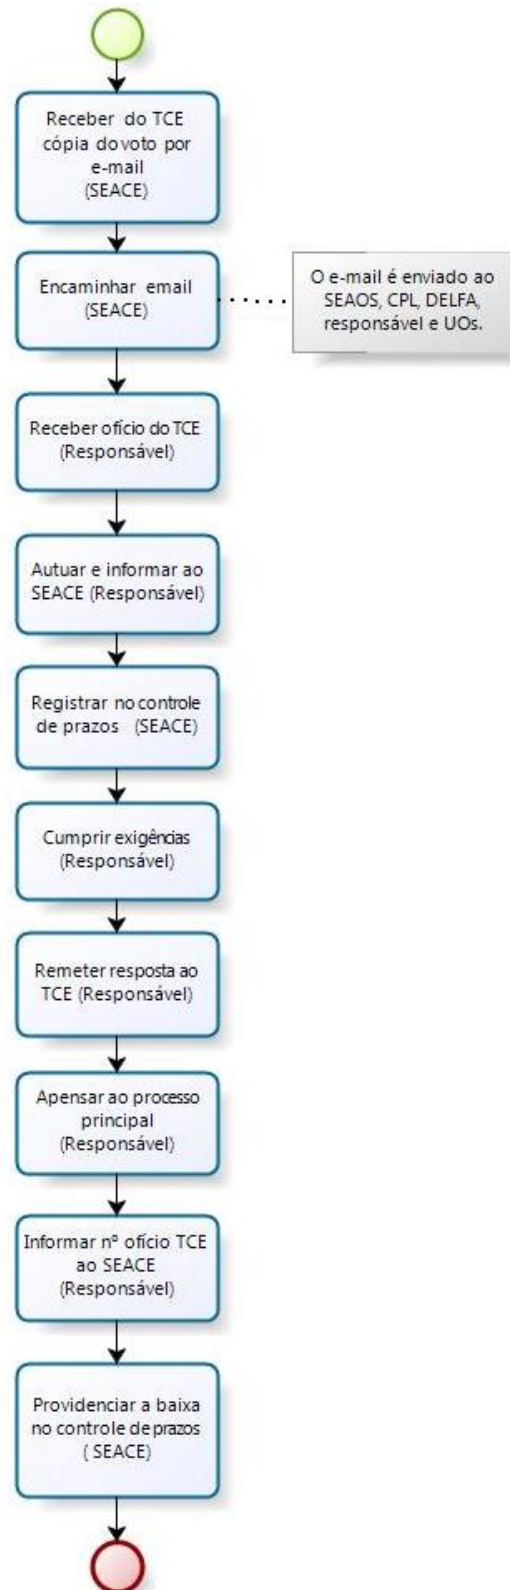 Receber do TCE
cópia do voto por
e-mail
(SEACE)
Encaminhar email
(SEACE)
O e-mail é enviado ao
SEAOS, CPL, DELFA,
responsável e UOs.
Receber ofício do TCE
(Responsável)
Autuar e informar ao
SEACE (Responsável)
Registrar no controle
de prazos (SEACE)
Cumprir exigências
(Responsável)
Remeter resposta ao
TCE (Responsável)
Apensar ao processo
principal
(Responsável)
Informar nº ofício TCE
ao SEACE
(Responsável)
Providenciar a baixa
no controle de prazos
( SEACE)